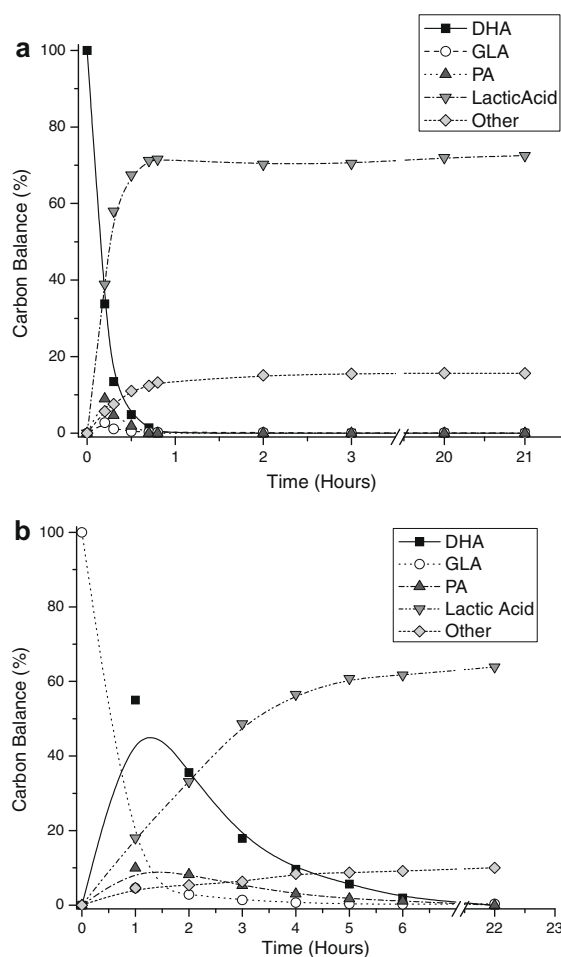 a
DHA
GLA
PA
LacticAcid
Other
100
80
60
40
20
0
Carbon Balance (%)
0 1 2 3 20 21
Time (Hours)
b
DHA
GLA
PA
Lactic Acid
Other
100
80
60
40
20
0
Carbon Balance (%)
0 1 2 3 4 5 6 22 23
Time (Hours)